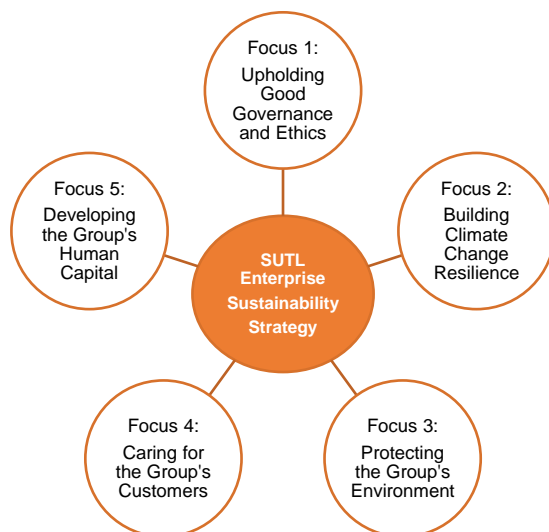 Focus 1:
Upholding
Good
Governance
and Ethics
Focus 5:
Developing
the Group's
Human
Capital
Focus 2:
Building
Climate
Change
Resilience
SUTL
Enterprise
Sustainability
Strategy
Focus 4:
Caring for
the Group's
Customers
Focus 3:
Protecting
the Group's
Environment